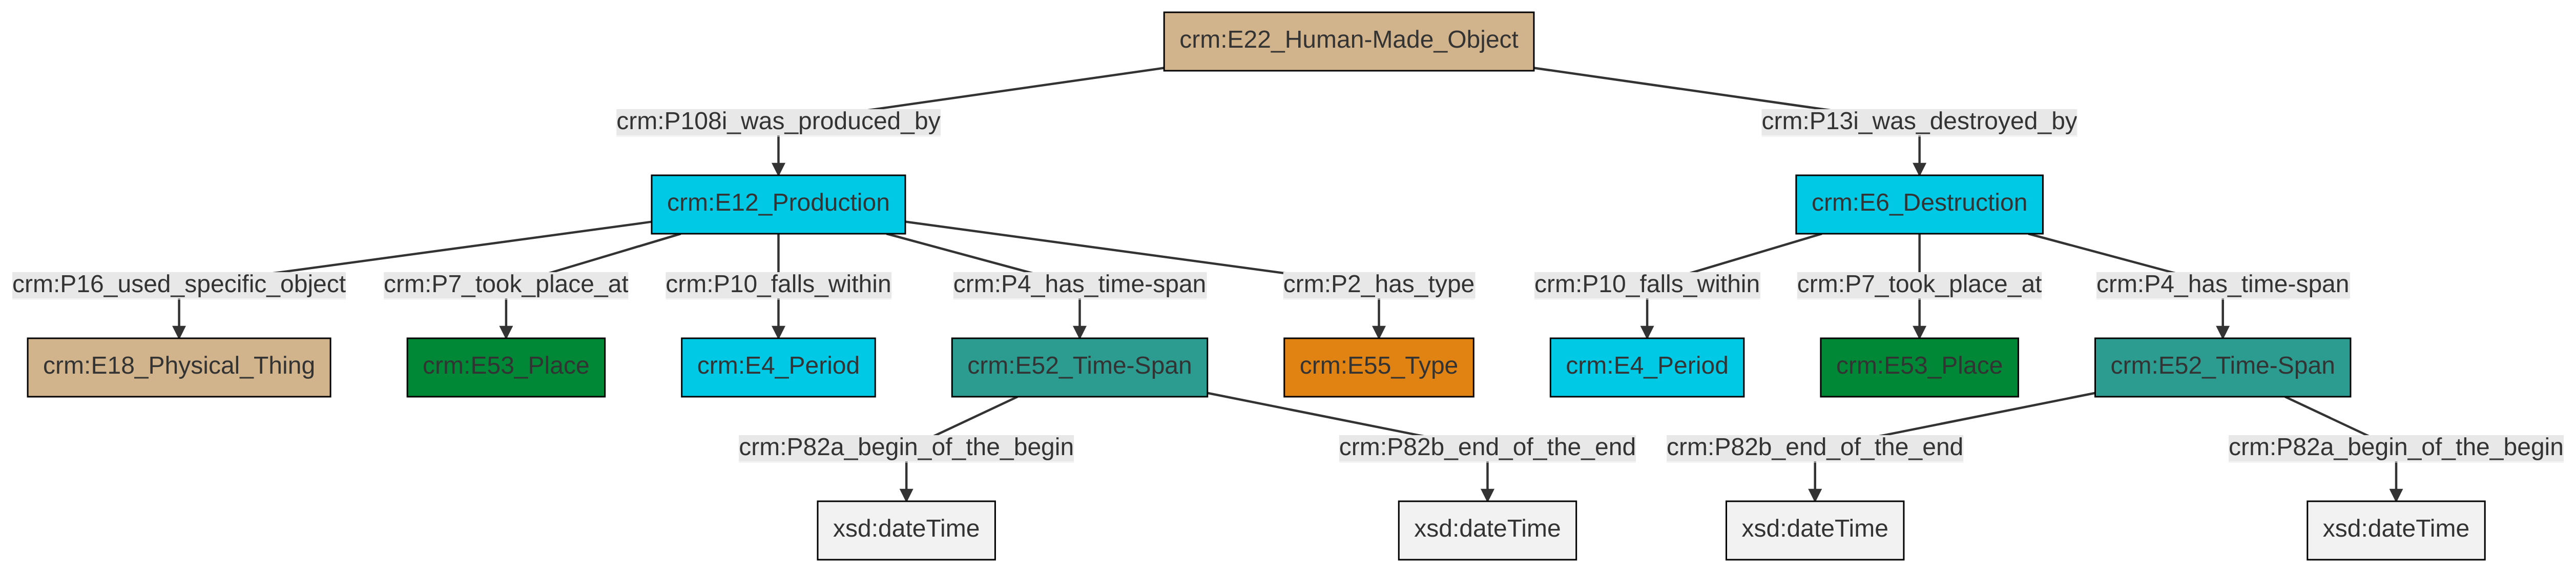 crm:E22_Human-Made_Object
crm:P108i_was_produced_by
crm:P13i_was_destroyed_by
crm:E12_Production
crm:E6_Destruction
crm:P16_used_specific_object
crm:P7_took_place_at
crm:P10_falls_within
crm:P4_has_time-span
crm:P2_has_type
crm:P10_falls_within
crm:P7_took_place_at
crm:P4_has_time-span
crm:E18_Physical_Thing
crm:E53_Place
crm:E4_Period
crm:E52_Time-Span
crm:E55_Type
crm:E4_Period
crm:E53_Place
crm:E52_Time-Span
crm:P82a_begin_of_the_begin
crm:P82b_end_of_the_end
crm:P82b_end_of_the_end
crm:P82a_begin_of_the_begin
xsd:dateTime
xsd:dateTime
xsd:dateTime
xsd:dateTime